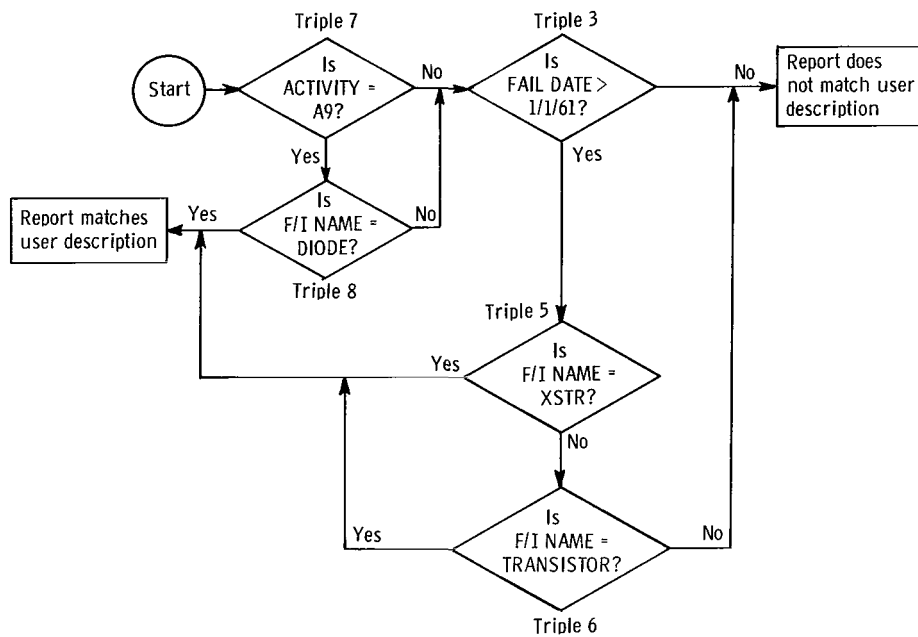 Triple 7
Triple 3
Start
Is
ACTIVITY =
A9?
No
Is
FAIL DATE >
1/1/61?
No
Report does
not match user
description
Yes
Yes
Report matches
user description
Yes
Is
F/I NAME =
DIODE?
No
Triple 8
Triple 5
Yes
Is
F/I NAME =
XSTR?
No
Yes
Is
F/I NAME =
TRANSISTOR?
No
Triple 6